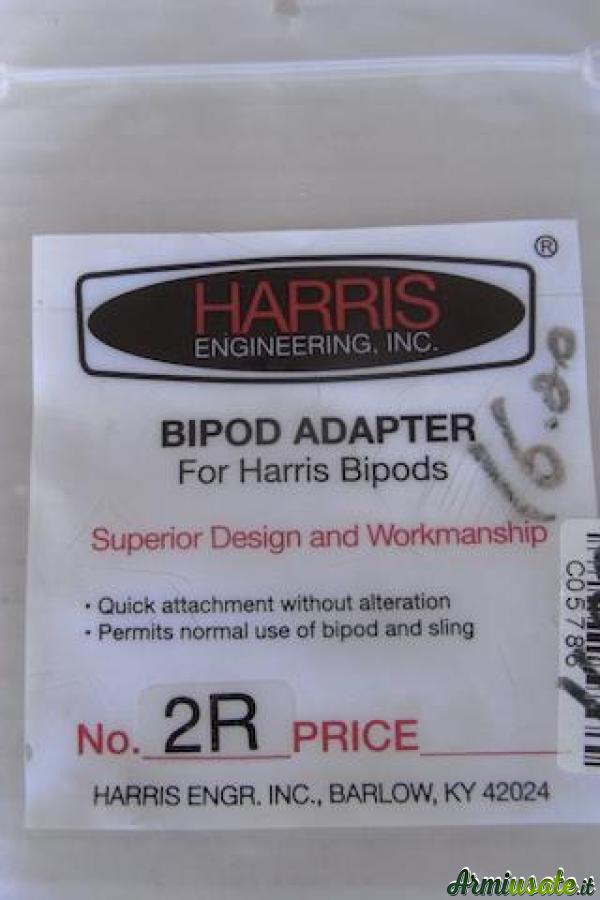 ®
HARRIS
ENGINEERING, INC.
BIPOD ADAPTER
For Harris Bipods
Superior Design and Workmanship
• Quick attachment without alteration
• Permits normal use of bipod and sling
No. 2R PRICE
HARRIS ENGR. INC., BARLOW, KY 42024
C05786
Armiusate.it